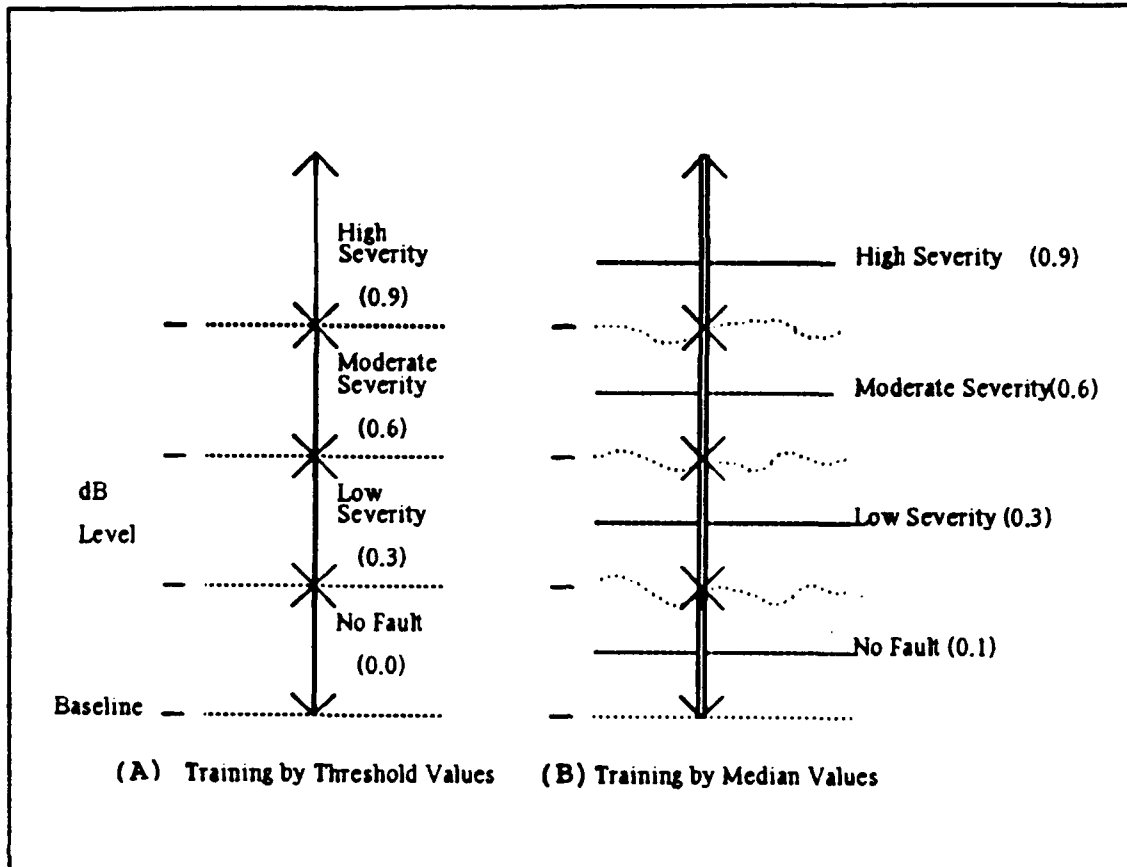 High
Severity
(0.9)
Moderate
Severity
(0.6)
Low
Severity
(0.3)
No Fault
(0.0)
dB
Level
Baseline
High Severity (0.9)
Moderate Severity(0.6)
Low Severity (0.3)
No Fault (0.1)
(A) Training by Threshold Values
(B) Training by Median Values